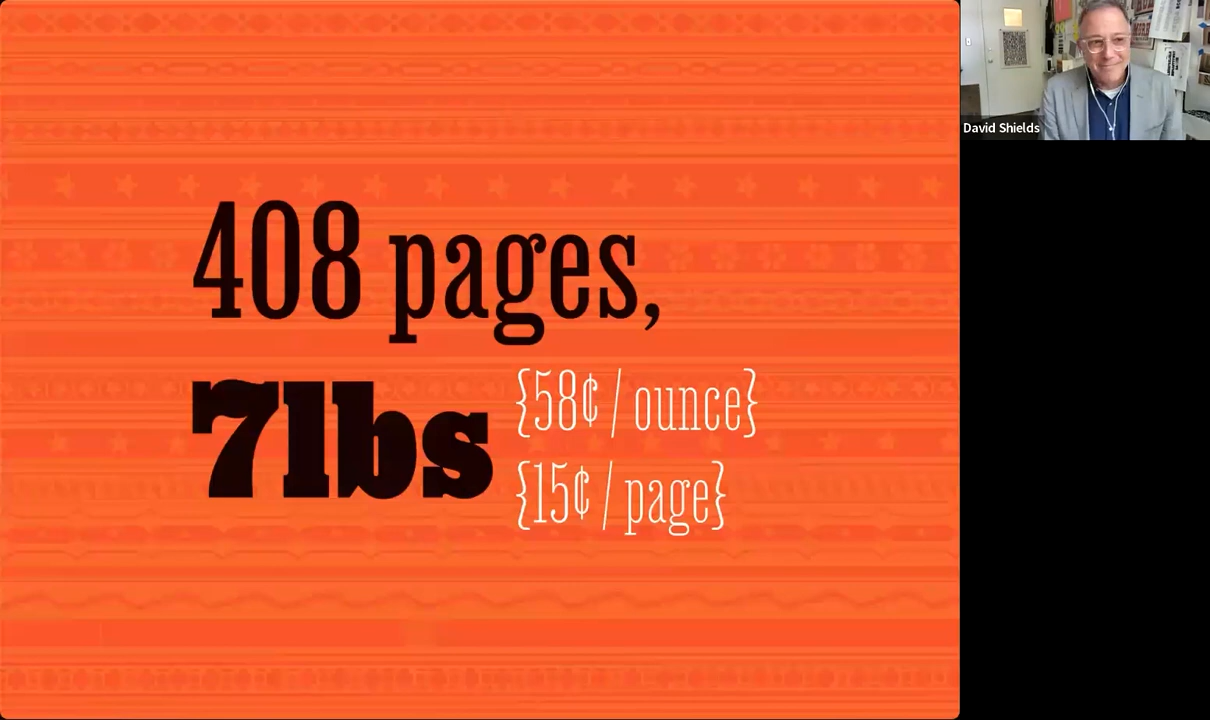 408 pages,
7lbs
{58¢ / ounce}
{15¢ / page}
David Shields